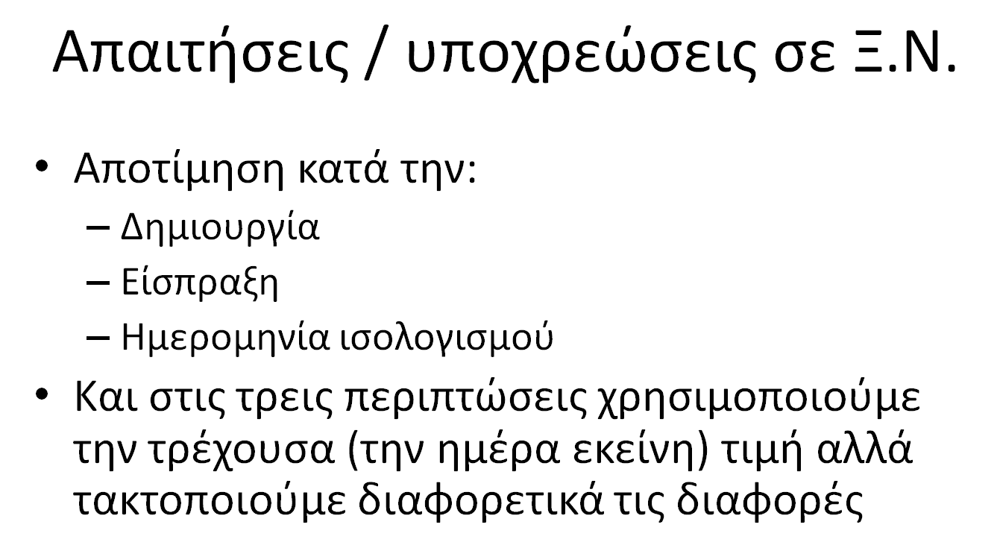 Απαιτήσεις / υποχρεώσεις σε Ξ.Ν.
• Αποτίμηση κατά την:
– Δημιουργία
– Είσπραξη
– Ημερομηνία ισολογισμού
• Και στις τρεις περιπτώσεις χρησιμοποιούμε
την τρέχουσα (την ημέρα εκείνη) τιμή αλλά
τακτοποιούμε διαφορετικά τις διαφορές